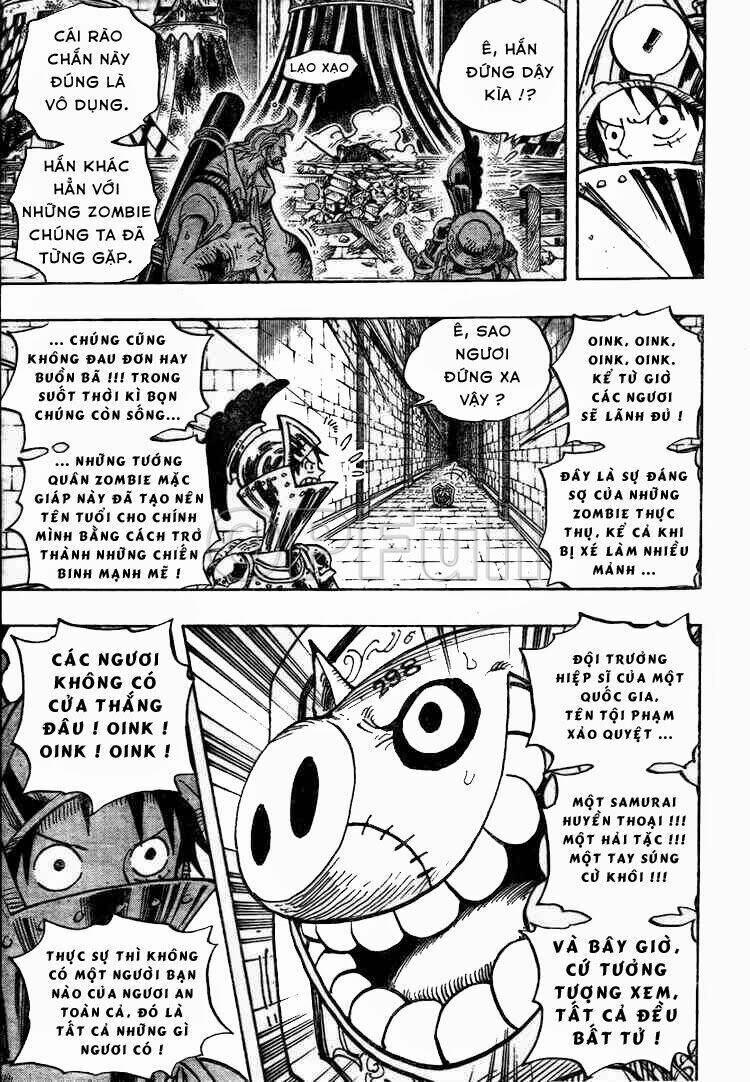 !
Ê, HẮN
ĐỨNG DẬY
KÌA !?
LẠO XẠO
CÁI RÀO
CHẮN NÀY
ĐÚNG LÀ
VÔ DỤNG.
HẮN KHÁC
HẲN VỚI
NHỮNG ZOMBIE
CHÚNG TA ĐÃ
TỪNG GẶP.
OINK, OINK,
OINK, OINK.
KỂ TỪ GIỜ
CÁC NGƯƠI
SẼ LÃNH ĐỦ !
Ê, SAO
NGƯƠI
ĐỨNG XA
VẬY ?
ĐÂY LÀ SỰ ĐÁNG
SỢ CỦA NHỮNG
ZOMBIE THỰC
THỤ, KỂ CẢ KHI
BỊ XÉ LÀM NHIỀU
MẢNH ...
... CHÚNG CŨNG
KHÔNG ĐAU ĐƠN HAY
BUỒN BÃ !!! TRONG
SUỐT THỜI KÌ BỌN
CHÚNG CÒN SỐNG...
... NHỮNG TƯỚNG
QUÂN ZOMBIE MẶC
GIÁP NÀY ĐÃ TẠO NÊN
TÊN TUỔI CHO CHÍNH
MÌNH BẰNG CÁCH TRỞ
THÀNH NHỮNG CHIẾN
BINH MẠNH MẼ !
ĐỘI TRƯỞNG
HIỆP SĨ CỦA MỘT
QUỐC GIA,
TÊN TỘI PHẠM
XẢO QUYỆT ...
MỘT SAMURAI
HUYỀN THOẠI !!!
MỘT HẢI TẶC !!!
MỘT TAY SÚNG
CỪ KHÔI !!!
VÀ BÂY GIỜ,
CỨ TƯỞNG
TƯỢNG XEM,
TẤT CẢ ĐỀU
BẤT TỬ !
298
CÁC NGƯƠI
KHÔNG CÓ
CỬA THẮNG
ĐÂU ! OINK !
OINK ! OINK !
THỰC SỰ THÌ KHÔNG
CÓ MỘT NGƯỜI BẠN
NÀO CỦA NGƯƠI AN
TOÀN CẢ, ĐÓ LÀ
TẤT CẢ NHỮNG GÌ
NGƯƠI CÓ !